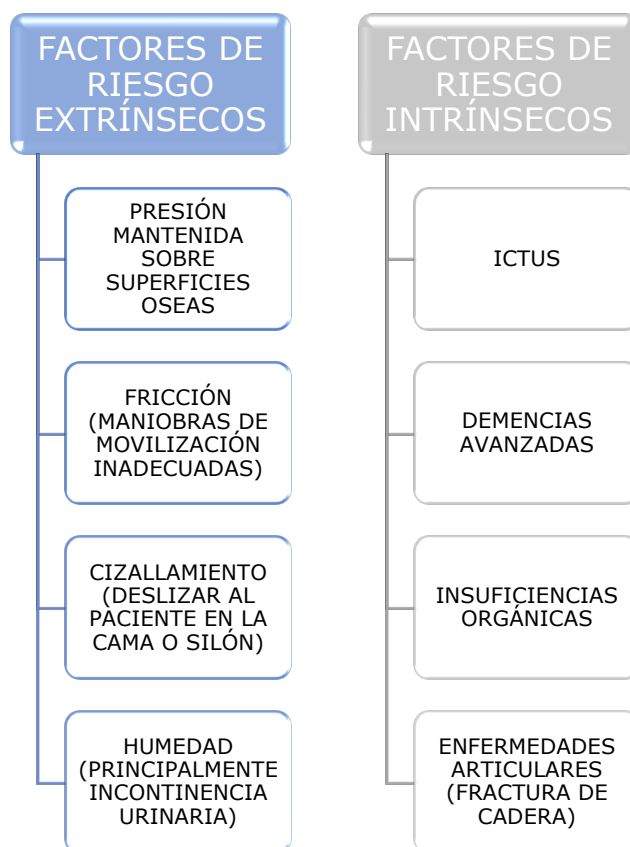 FACTORES DE
RIESGO
EXTRÍNSECOS
PRESIÓN
MANTENIDA
SOBRE
SUPERFICIES
OSEAS
FRICCIÓN
(MANIOBRAS DE
MOVILIZACIÓN
INADECUADAS)
CIZALLAMIENTO
(DESLIZAR AL
PACIENTE EN LA
CAMA O SILÓN)
HUMEDAD
(PRINCIPALMENTE
INCONTINENCIA
URINARIA)
FACTORES DE
RIESGO
INTRÍNSECOS
ICTUS
DEMENCIAS
AVANZADAS
INSUFICIENCIAS
ORGÁNICAS
ENFERMEDADES
ARTICULARES
(FRACTURA DE
CADERA)